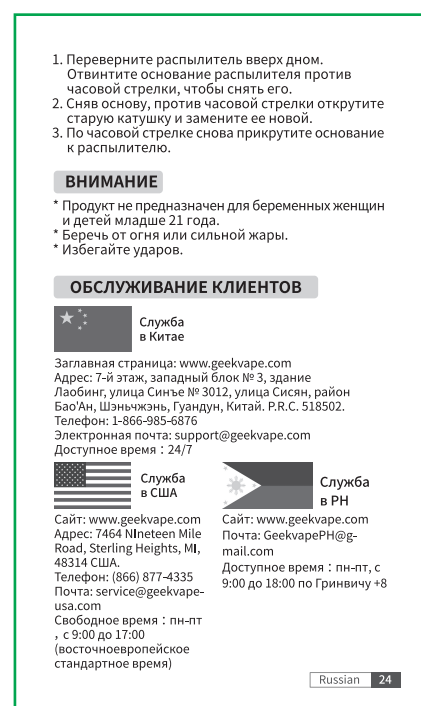 1. Переверните распылитель вверх дном.
Отвинтите основание распылителя против
часовой стрелки, чтобы снять его.
2. Сняв основу, против часовой стрелки открутите
старую катушку и замените ее новой.
3. По часовой стрелке снова прикрутите основание
к распылителю.
ВНИМАНИЕ
* Продукт не предназначен для беременных женщин
и детей младше 21 года.
* Беречь от огня или сильной жары.
* Избегайте ударов.
ОБСЛУЖИВАНИЕ КЛИЕНТОВ
Служба
в Китае
Заглавная страница: www.geekvape.com
Адрес: 7-й этаж, западный блок № 3, здание
Лаобинг, улица Синъе № 3012, улица Сисян, район
Бао'Ан, Шэньчжэнь, Гуандун, Китай. P.R.C. 518502.
Телефон: 1-866-985-6876
Электронная почта: support@geekvape.com
Доступное время：24/7
Служба
в США
Сайт: www.geekvape.com
Адрес: 7464 NIneteen Mile
Road, Sterling Heights, MI,
48314 США.
Телефон: (866) 877-4335
Почта: service@geekvape-
usa.com
Свободное время：пн-пт
，с 9:00 до 17:00
(восточноевропейское
стандартное время)
Служба
в PH
Сайт: www.geekvape.com
Почта: GeekvapePH@g-
mail.com
Доступное время：пн-пт, с
9:00 до 18:00 по Гринвичу +8
Russian 24